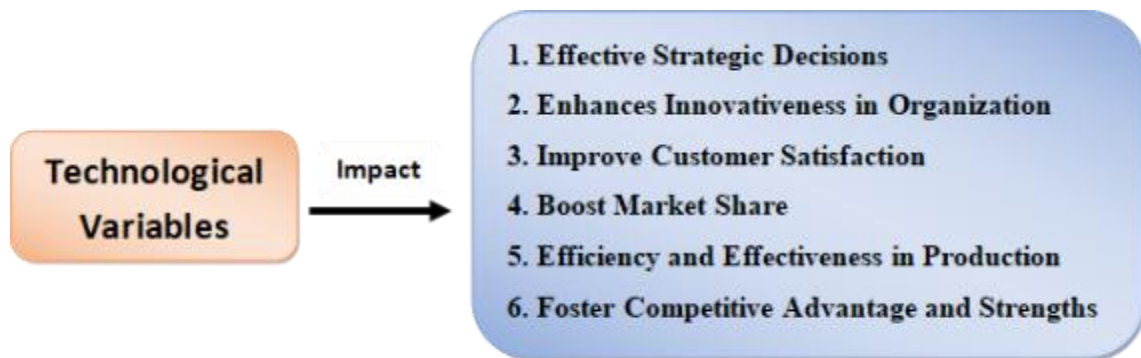 Technological
Variables
Impact
1. Effective Strategic Decisions
2. Enhances Innovativeness in Organization
3. Improve Customer Satisfaction
4. Boost Market Share
5. Efficiency and Effectiveness in Production
6. Foster Competitive Advantage and Strengths